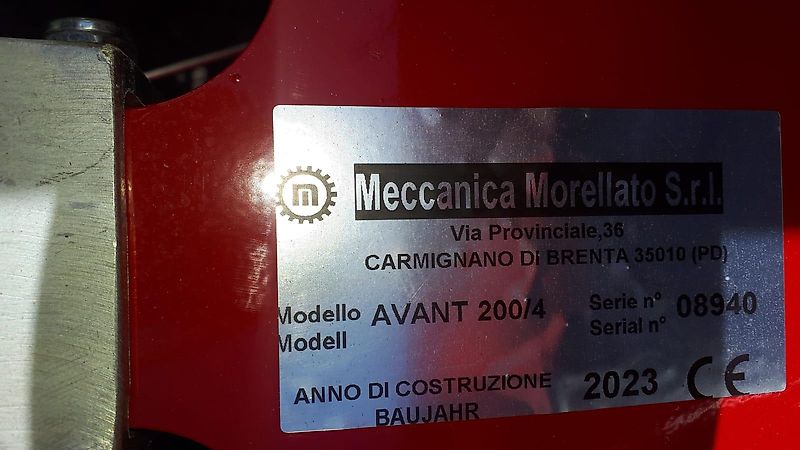 m
Meccanica Morellato S.r.l.
Via Provinciale,36
CARMIGNANO DI BRENTA 35010 (PD)
Modello AVANT 200/4 Serie n° 08940
Modell Serial n°
ANNO DI COSTRUZIONE 2023 CE
BAUJAHR